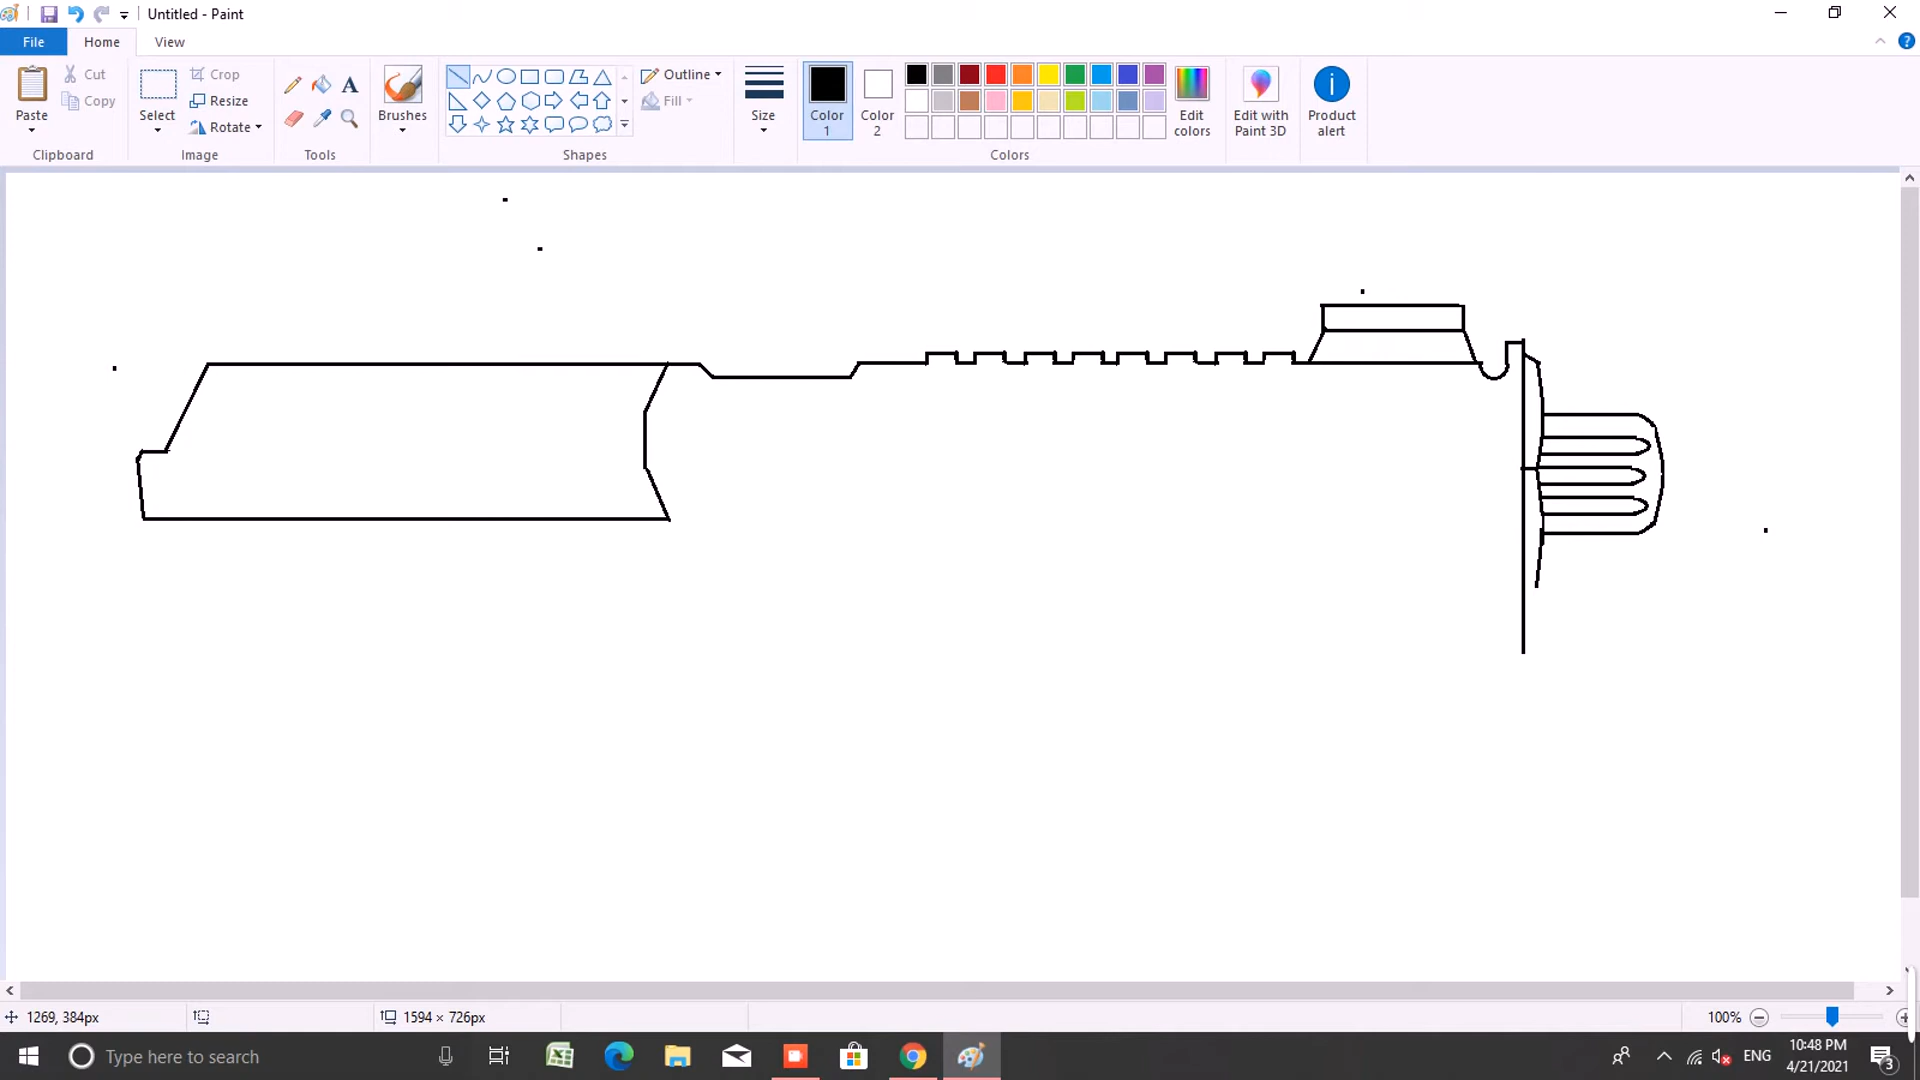 Untitled - Paint
File
Home
View
Paste
Cut
Copy
Clipboard
Select
Crop
Resize
Rotate
Image
Tools
Brushes
Shapes
Outline
Fill
Size
Color 1
Color 2
Colors
Edit colors
Edit with Paint 3D
Product alert
1269, 384px
1594 × 726px
100%
Type here to search
ENG
10:48 PM
4/21/2021
3